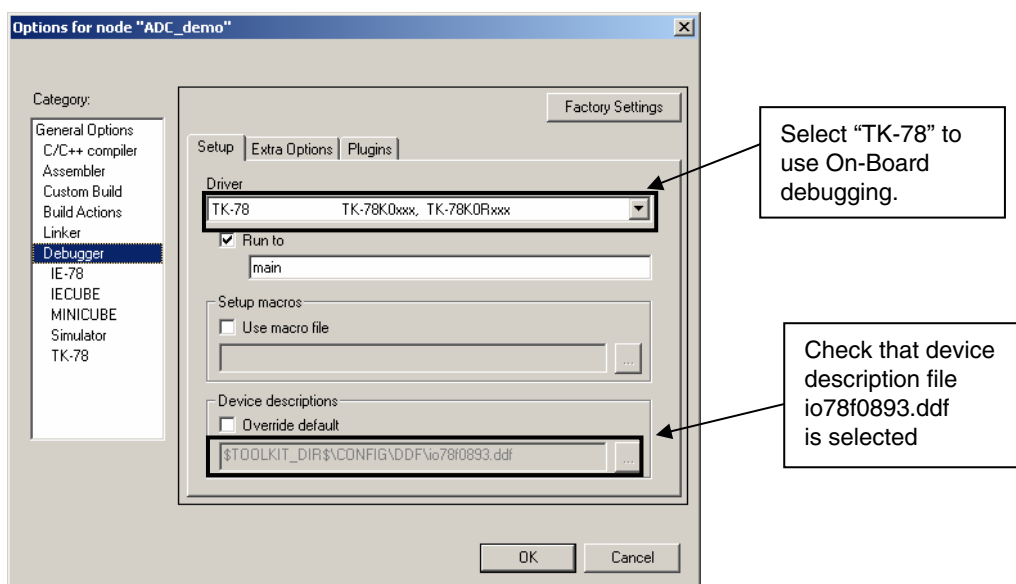 Options for node "ADC_demo"
Category:
Factory Settings
General Options
C/C++ compiler
Assembler
Custom Build
Build Actions
Linker
Debugger
IE-78
IECUBE
MINICUBE
Simulator
TK-78
Setup
Extra Options
Plugins
Driver
TK-78 TK-78K0xxx, TK-78K0Rxxx
Run to
main
Setup macros
Use macro file
...
Device descriptions
Override default
$TOOLKIT_DIR$\CONFIG\DDF\io78f0893.ddf
...
OK
Cancel
Select “TK-78” to
use On-Board
debugging.
Check that device
description file
io78f0893.ddf
is selected